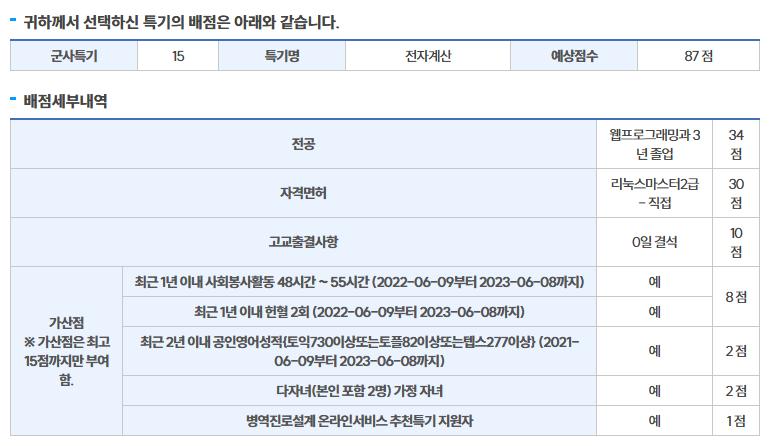 귀하께서 선택하신 특기의 배점은 아래와 같습니다.
군사특기 15 특기명 전자계산 예상점수 87 점
배점세부내역
전공 웹프로그래밍과 3
년 졸업 34
점
자격면허 리눅스마스터2급
- 직접 30
점
고교출결사항 0일 결석 10
점
가산점
※ 가산점은 최고
15점까지만 부여
함.
최근 1년 이내 사회봉사활동 48시간 ~ 55시간 (2022-06-09부터 2023-06-08까지) 예
8 점
최근 1년 이내 헌혈 2회 (2022-06-09부터 2023-06-08까지) 예
최근 2년 이내 공인영어성적{토익730이상또는토플82이상또는텝스277이상} (2021-
06-09부터 2023-06-08까지) 예 2 점
다자녀(본인 포함 2명) 가정 자녀 예 2 점
병역진로설계 온라인서비스 추천특기 지원자 예 1 점